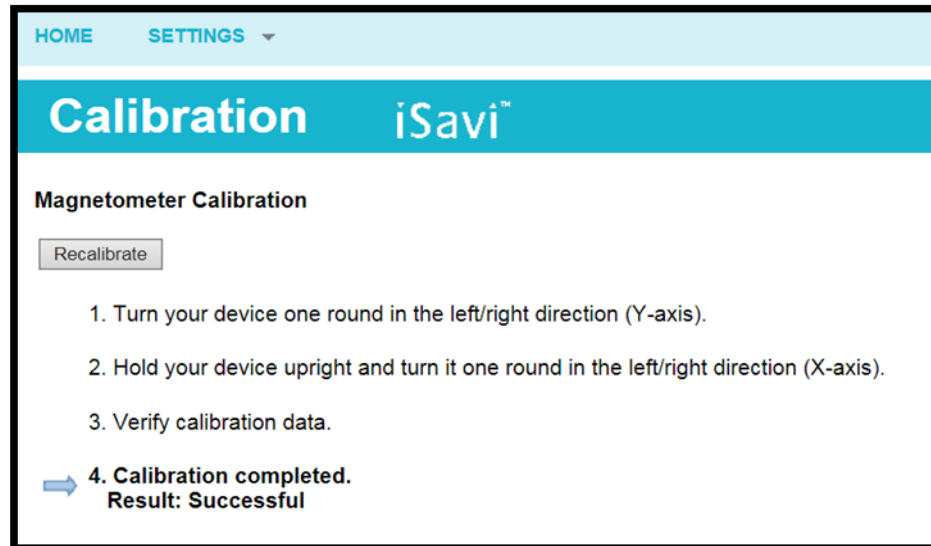 HOME SETTINGS
Calibration iSavi™
Magnetometer Calibration
Recalibrate
1. Turn your device one round in the left/right direction (Y-axis).
2. Hold your device upright and turn it one round in the left/right direction (X-axis).
3. Verify calibration data.
4. Calibration completed.
Result: Successful